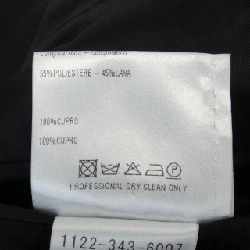 55%POLIESTERE - 45%LANA
100%CUPRO
100%CUPRO
PROFESSIONAL DRY CLEAN ONLY
1122-343-6007